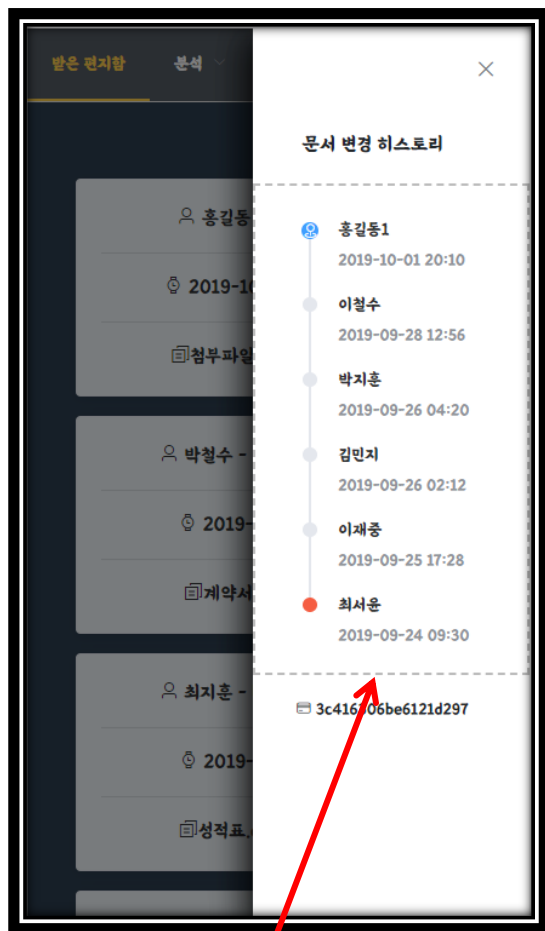 받은 편지함 분석
문서 변경 히스토리
홍길동
2019-10
첨부파일
박철수 -
2019-
계약서
최지훈 -
2019-
성적표.
홍길동1
2019-10-01 20:10
이철수
2019-09-28 12:56
박지훈
2019-09-26 04:20
김민지
2019-09-26 02:12
이재중
2019-09-25 17:28
최서윤
2019-09-24 09:30